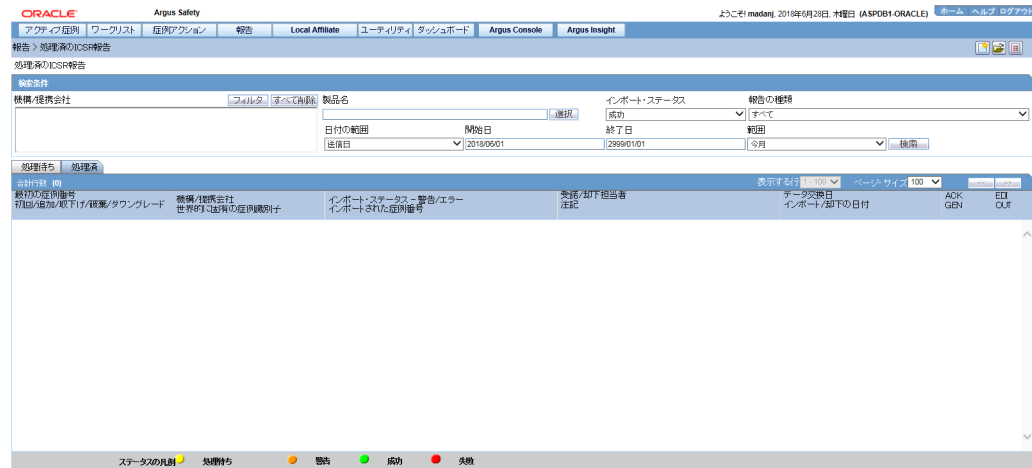 ORACLE Argus Safety ようこそ! madanj, 2018年6月28日, 木曜日 (ASPDB1-ORACLE) ホーム ヘルプ ログアウト
アクティブ症例 ワークリスト 症例アクション 報告 Local Affiliate ユーティリティ ダッシュボード Argus Console Argus Insight
報告 > 処理済のICSR報告
処理済のICSR報告
検索条件
機構/提携会社 フィルタ すべて削除 製品名 インポート・ステータス 報告の種類
選択 成功 すべて
日付の範囲 開始日 終了日 範囲
送信日 2018/06/01 2999/01/01 今月 検索
処理待ち 処理済
合計行数 (0) 表示する行 1-100 ページ・サイズ 100 << >>
最初の症例番号 機構/提携会社 インポート・ステータス - 警告/エラー 受諾/却下担当者 データ交換日 ACK EDI
初回/追加/取下げ/破棄/ダウングレード 世界的に固有の症例識別子 インポートされた症例番号 注記 インポート/却下の日付 GEN OUT
ステータスの凡例 処理待ち 警告 成功 失敗